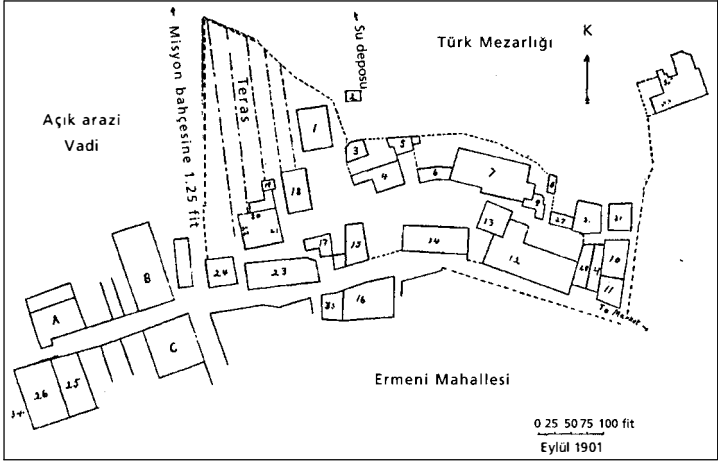 Türk Mezarlığı
K
Su deposu
Misyon bahçesine 1.25 fit
Teras
Açık arazi
Vadi
1
2
3
4
5
6
7
8
9
10
11
12
13
14
15
16
17
18
19
20
21
23
24
25
26
27
A
B
C
To Market
Ermeni Mahallesi
0 25 50 75 100 fit
Eylül 1901